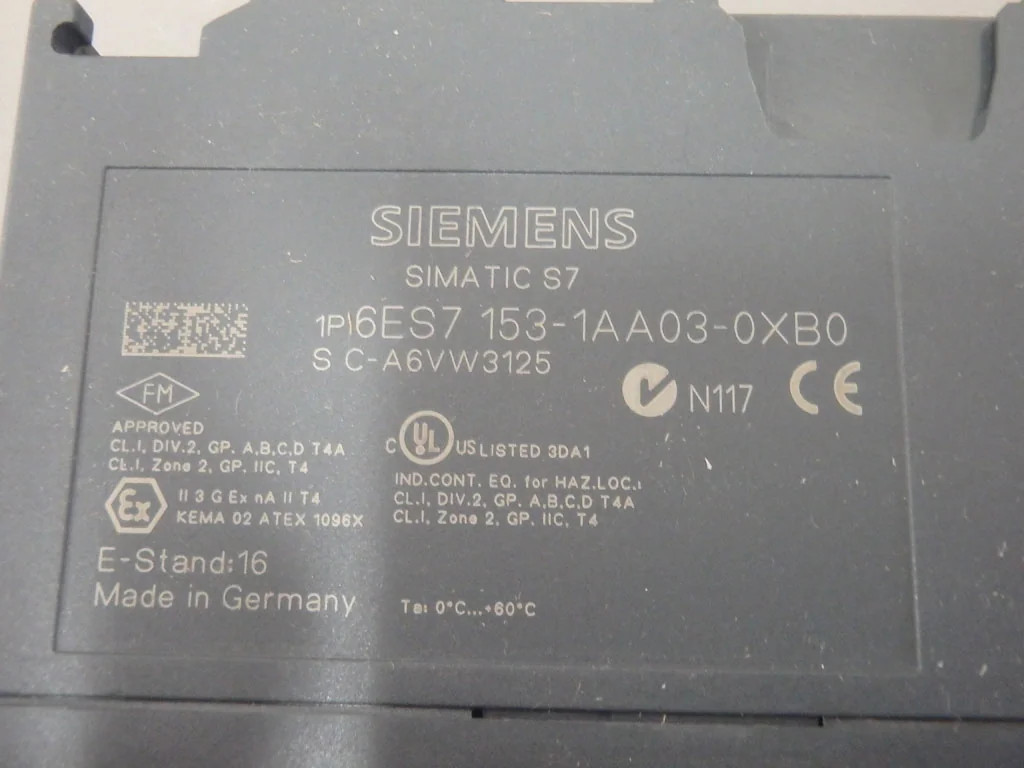 SIEMENS
SIMATIC S7
1P 6ES7 153-1AA03-0XB0
S C-A6VW3125
N117 CE
FM
APPROVED
CL.I, DIV.2, GP. A,B,C,D T4A
CL.I, Zone 2, GP. IIC, T4
C UL US LISTED 3DA1
IND.CONT. EQ. for HAZ.LOC.:
CL.I, DIV.2, GP. A,B,C,D T4A
CL.I, Zone 2, GP. IIC, T4
Ex II 3 G Ex nA II T4
KEMA 02 ATEX 1096X
E-Stand:16
Made in Germany
Ta: 0°C...+60°C